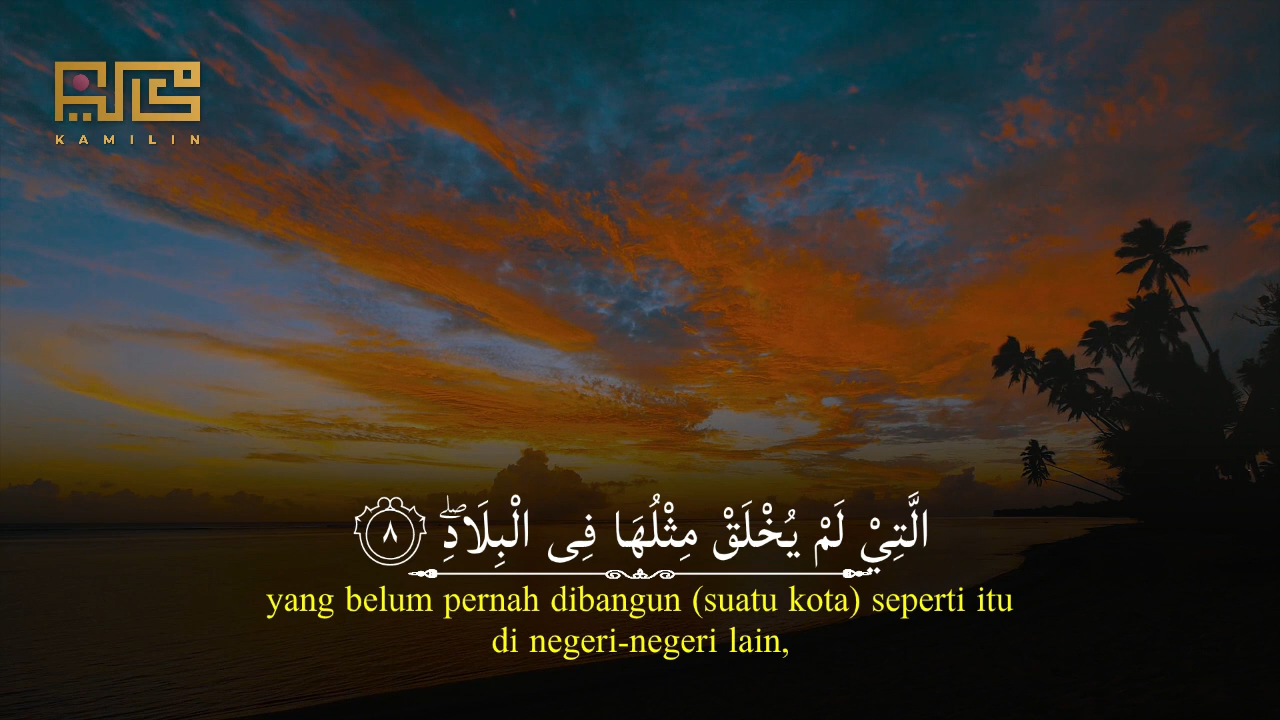 KAMILIN
الَّتِيْ لَمْ يُخْلَقْ مِثْلُهَا فِى الْبِلَادِۖ ٨
yang belum pernah dibangun (suatu kota) seperti itu
di negeri-negeri lain,